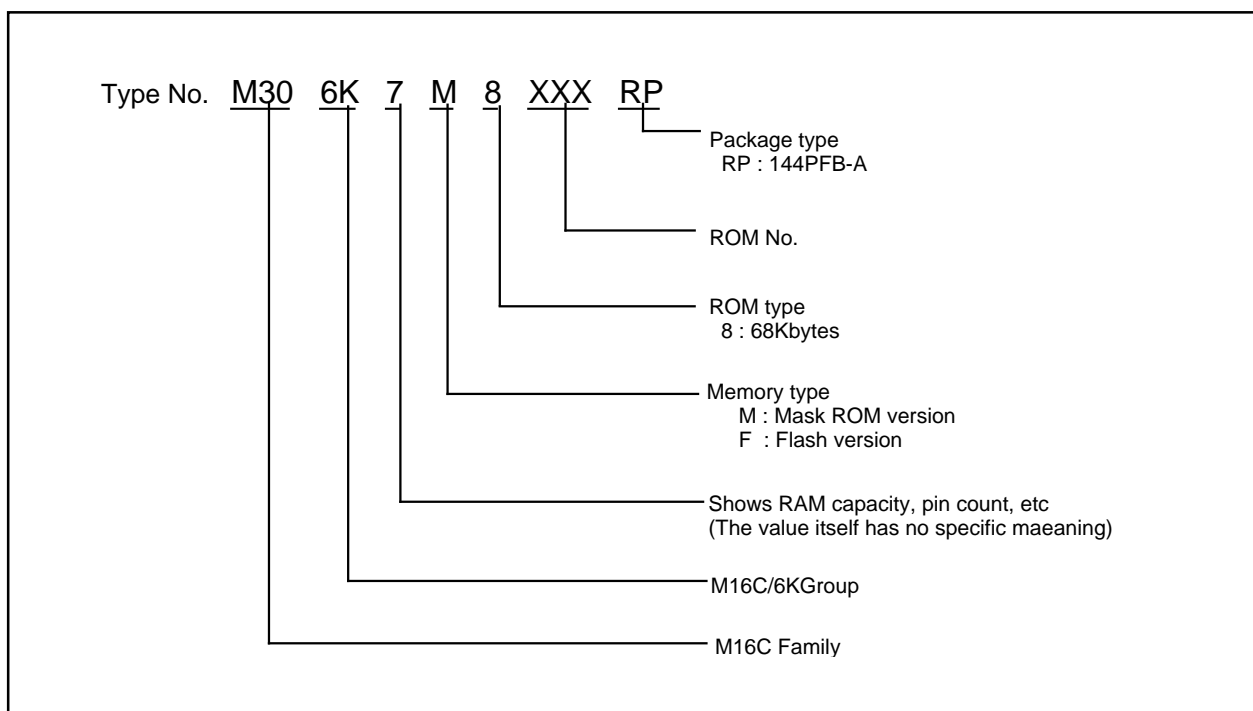 Type No. M30 6K 7 M 8 XXX RP
Package type
RP : 144PFB-A
ROM No.
ROM type
8 : 68Kbytes
Memory type
M : Mask ROM version
F : Flash version
Shows RAM capacity, pin count, etc
(The value itself has no specific maeaning)
M16C/6KGroup
M16C Family